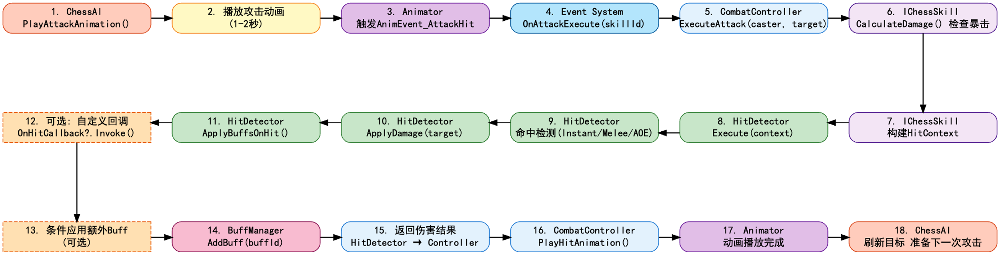 1. ChessAI
PlayAttackAnimation()
2. 播放攻击动画
(1-2秒)
3. Animator
触发AnimEvent_AttackHit
4. Event System
OnAttackExecute(skillId)
5. CombatController
ExecuteAttack(caster, target)
6. IChessSkill
CalculateDamage() 检查暴击
7. IChessSkill
构建HitContext
8. HitDetector
Execute(context)
9. HitDetector
命中检测(Instant/Melee/AOE)
10. HitDetector
ApplyDamage(target)
11. HitDetector
ApplyBuffsOnHit()
12. 可选: 自定义回调
OnHitCallback?.Invoke()
13. 条件应用额外Buff
(可选)
14. BuffManager
AddBuff(buffId)
15. 返回伤害结果
HitDetector → Controller
16. CombatController
PlayHitAnimation()
17. Animator
动画播放完成
18. ChessAI
刷新目标 准备下一次攻击